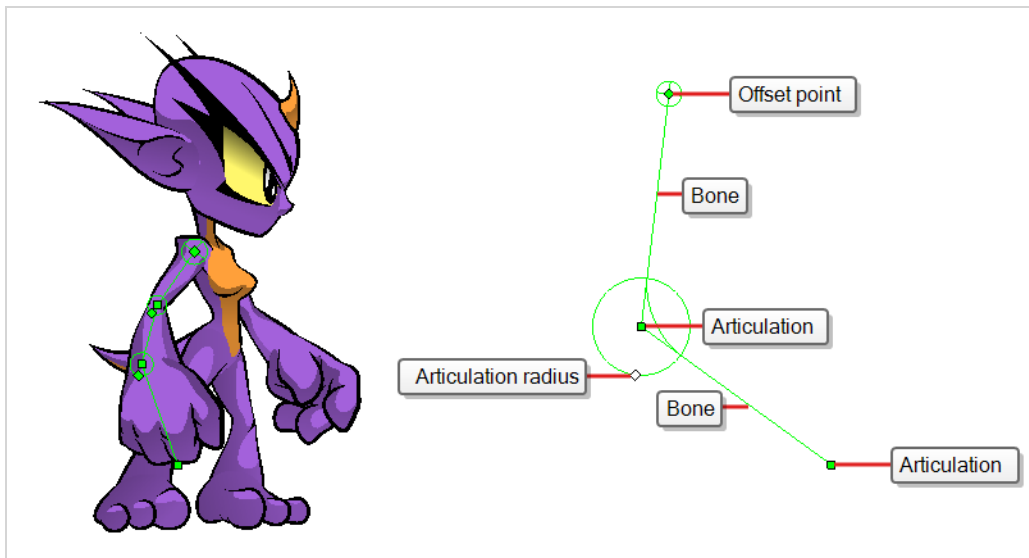 Offset point
Bone
Articulation
Articulation radius
Bone
Articulation